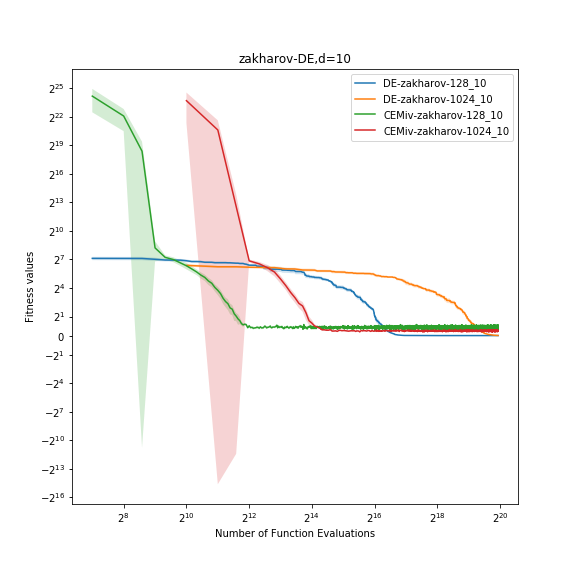 zakharov-DE,d=10
DE-zakharov-128_10
DE-zakharov-1024_10
CEMiv-zakharov-128_10
CEMiv-zakharov-1024_10
Fitness values
2^25
2^22
2^19
2^16
2^13
2^10
2^7
2^4
2^1
0
−2^1
−2^4
−2^7
−2^10
−2^13
−2^16
2^8 2^10 2^12 2^14 2^16 2^18 2^20
Number of Function Evaluations